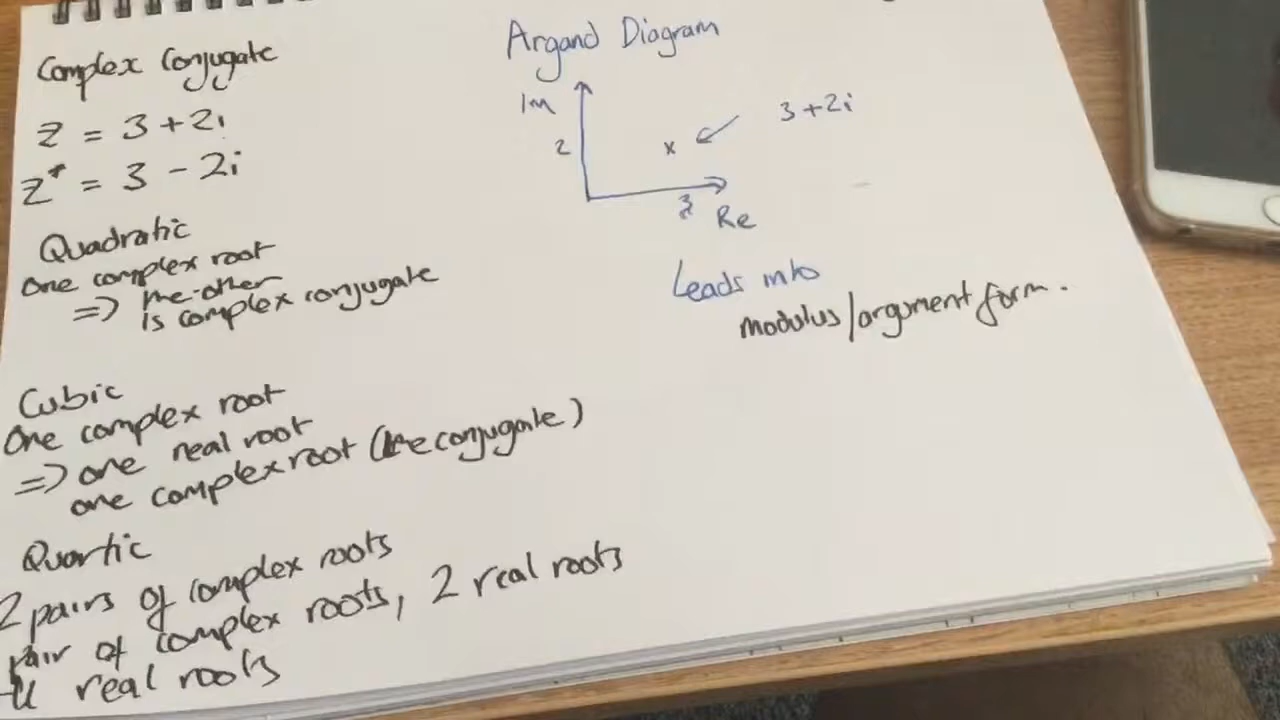 Complex Conjugate
Z = 3 + 2i
Z* = 3 - 2i
Quadratic
One complex root
=> the other
is complex conjugate
Cubic
One complex root
=> one real root
one complex root (the conjugate)
Quartic
2 pairs of complex roots
pair of complex roots, 2 real roots
4 real roots
Argand Diagram
Im
2
x
3+2i
3
Re
Leads into
modulus/argument form.